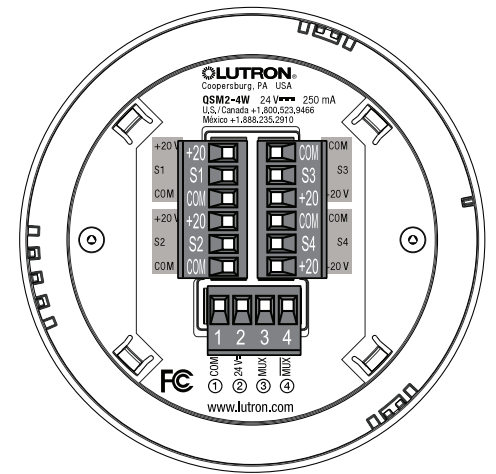 LUTRON®
Coopersburg, PA USA
QSM2-4W 24 V 250 mA
U.S./Canada +1.800.523.9466
México +1.888.235.2910
+20 V +20 COM COM
S1 S1 S3 S3
COM COM +20 +20 V
+20 V +20 COM COM
S2 S2 S4 S4
COM COM +20 +20 V
1 2 3 4
COM 24 V MUX MUX
1 2 3 4
FC
www.lutron.com